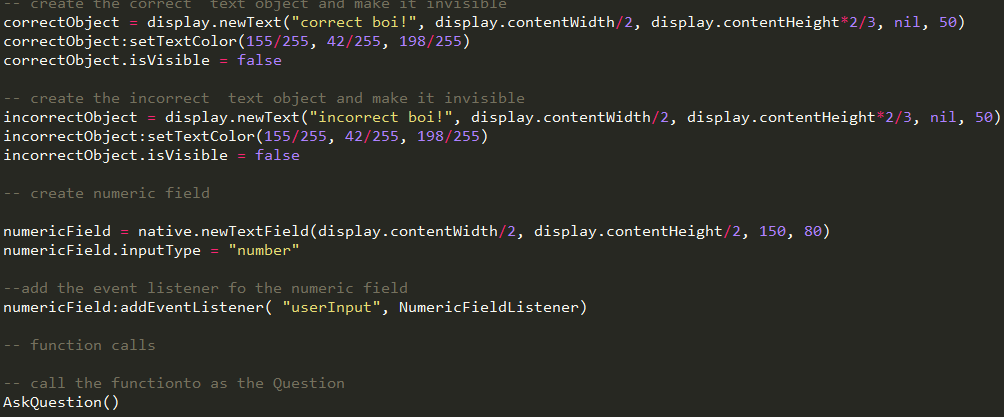 -- create the correct  text object and make it invisible
correctObject = display.newText("correct boi!", display.contentWidth/2, display.contentHeight*2/3, nil, 50)
correctObject:setTextColor(155/255, 42/255, 198/255)
correctObject.isVisible = false
-- create the incorrect  text object and make it invisible
incorrectObject = display.newText("incorrect boi!", display.contentWidth/2, display.contentHeight*2/3, nil, 50)
incorrectObject:setTextColor(155/255, 42/255, 198/255)
incorrectObject.isVisible = false
-- create numeric field
numericField = native.newTextField(display.contentWidth/2, display.contentHeight/2, 150, 80)
numericField.inputType = "number"
--add the event listener fo the numeric field
numericField:addEventListener( "userInput", NumericFieldListener)
-- function calls
-- call the functionto as the Question
AskQuestion()